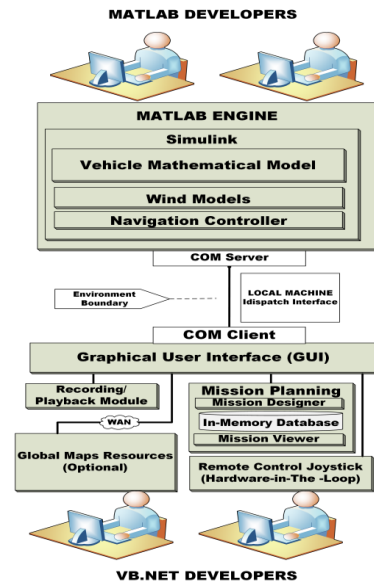 MATLAB DEVELOPERS
MATLAB ENGINE
Simulink
Vehicle Mathematical Model
Wind Models
Navigation Controller
COM Server
Environment
Boundary
LOCAL MACHINE
Idispatch Interface
COM Client
Graphical User Interface (GUI)
Recording/
Playback Module
Mission Planning
Mission Designer
In-Memory Database
Mission Viewer
WAN
Global Maps Resources
(Optional)
Remote Control Joystick
(Hardware-in-The -Loop)
VB.NET DEVELOPERS